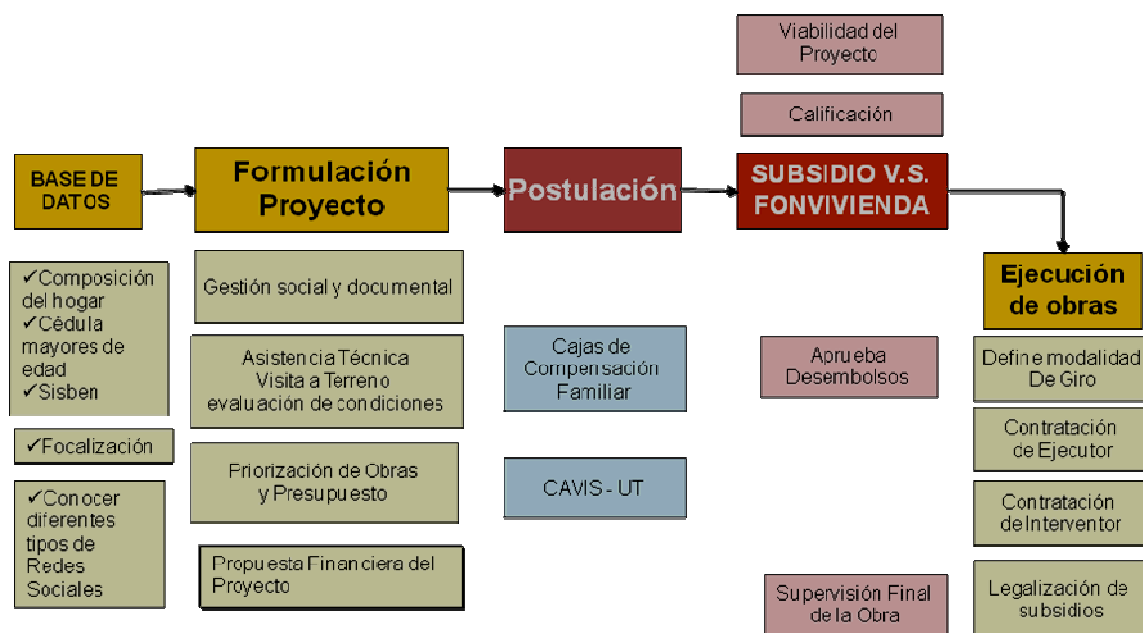 Viabilidad del
Proyecto
Calificación
BASE DE
DATOS
Formulación
Proyecto
Postulación
SUBSIDIO V.S.
FONVIVIENDA
Ejecución
de obras
✓Composición
del hogar
✓Cédula
mayores de
edad
✓Sisben
✓Focalización
✓Conocer
diferentes
tipos de
Redes
Sociales
Gestión social y documental
Asistencia Técnica
Visita a Terreno
evaluación de condiciones
Priorización de Obras
y Presupuesto
Propuesta Financiera del
Proyecto
Cajas de
Compensación
Familiar
CAVIS - UT
Aprueba
Desembolsos
Supervisión Final
de la Obra
Define modalidad
De Giro
Contratación
de Ejecutor
Contratación
de Interventor
Legalización de
subsidios